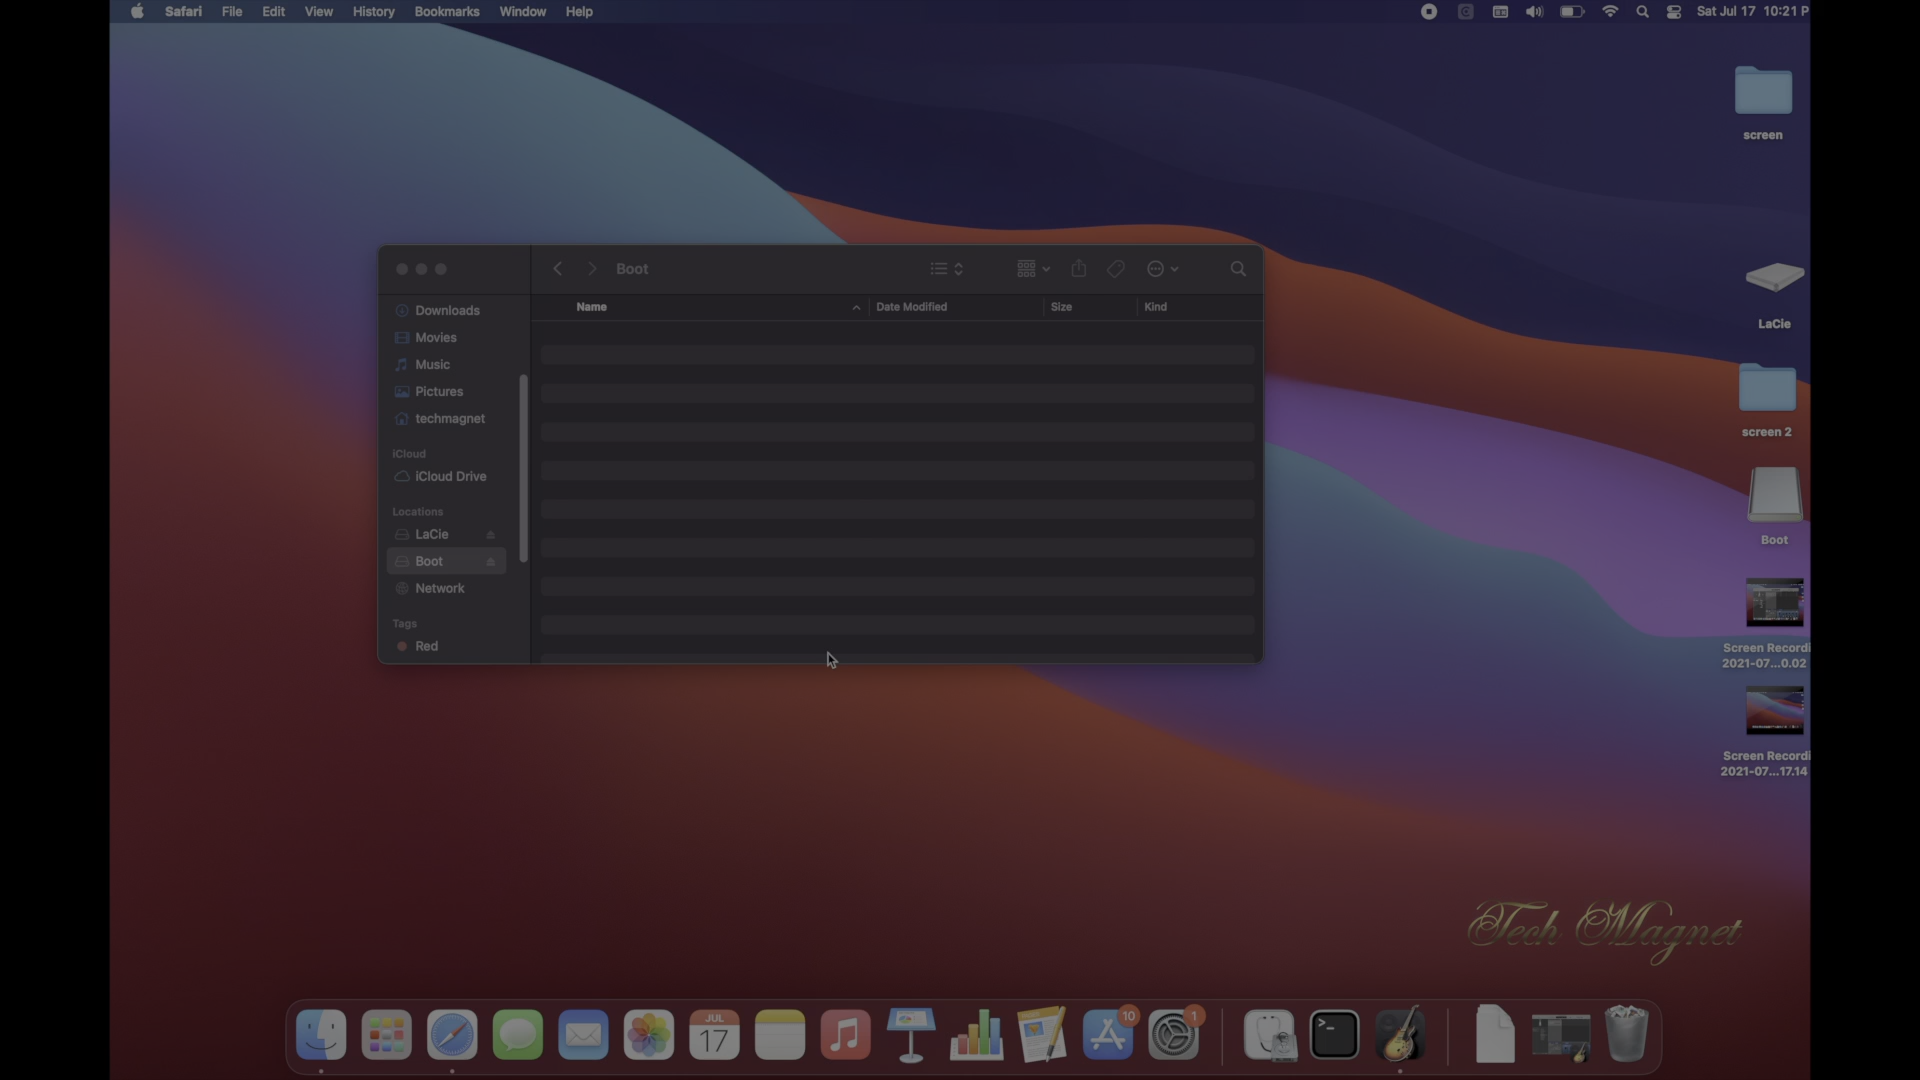 Safari File Edit View History Bookmarks Window Help
Sat Jul 17 10:21 P
screen
LaCie
screen 2
Boot
Screen Recordi
2021-07...0.02
Screen Recordi
2021-07...17.14
Boot
Name Date Modified Size Kind
Downloads
Movies
Music
Pictures
techmagnet
iCloud
iCloud Drive
Locations
LaCie
Boot
Network
Tags
Red
Tech Magnet
JUL
17
10
1